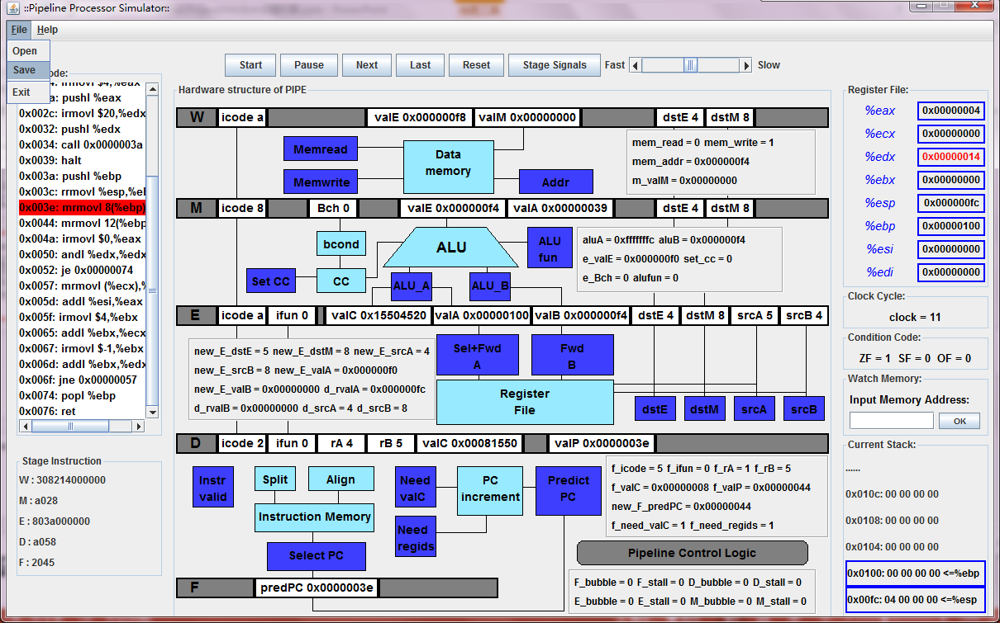 ::Pipeline Processor Simulator::
File Help
Open
Save
Exit
Start Pause Next Last Reset Stage Signals Fast Slow
ode:
irmovl $4,%eax
a: pushl %eax
0x002c: irmovl $20,%edx
0x0032: pushl %edx
0x0034: call 0x0000003a
0x0039: halt
0x003a: pushl %ebp
0x003c: rrmovl %esp,%el
0x003e: mrmovl 8(%ebp)
0x0044: mrmovl 12(%ebp
0x004a: irmovl $0,%eax
0x0050: andl %edx,%edx
0x0052: je 0x00000074
0x0057: mrmovl (%ecx),%
0x005d: addl %esi,%eax
0x005f: irmovl $4,%ebx
0x0065: addl %ebx,%ecx
0x0067: irmovl $-1,%ebx
0x006d: addl %ebx,%edx
0x006f: jne 0x00000057
0x0074: popl %ebp
0x0076: ret
Stage Instruction
W : 308214000000
M : a028
E : 803a000000
D : a058
F : 2045
Hardware structure of PIPE
W icode a valE 0x000000f8 valM 0x00000000 dstE 4 dstM 8
Memread
Memwrite
Data
memory
Addr
mem_read = 0 mem_write = 1
mem_addr = 0x000000f4
m_valM = 0x00000000
M icode 8 Bch 0 valE 0x000000f4 valA 0x00000039 dstE 4 dstM 8
bcond
Set CC
CC
ALU
ALU_A
ALU_B
ALU
fun
aluA = 0xfffffffc aluB = 0x000000f4
e_valE = 0x000000f0 set_cc = 0
e_Bch = 0 alufun = 0
E icode a ifun 0 valC 0x15504520 valA 0x00000100 valB 0x000000f4 dstE 4 dstM 8 srcA 5 srcB 4
new_E_dstE = 5 new_E_dstM = 8 new_E_srcA = 4
new_E_srcB = 8 new_E_valA = 0x000000f0
new_E_valB = 0x00000000 d_rvalA = 0x000000fc
d_rvalB = 0x00000000 d_srcA = 4 d_srcB = 8
Sel+Fwd
A
Fwd
B
Register
File
dstE dstM srcA srcB
D icode 2 ifun 0 rA 4 rB 5 valC 0x00081550 valP 0x0000003e
Instr
valid
Split
Align
Instruction Memory
Select PC
Need
valC
Need
regids
PC
increment
Predict
PC
f_icode = 5 f_ifun = 0 f_rA = 1 f_rB = 5
f_valC = 0x00000008 f_valP = 0x00000044
new_F_predPC = 0x00000044
f_need_valC = 1 f_need_regids = 1
Pipeline Control Logic
F predPC 0x0000003e
F_bubble = 0 F_stall = 0 D_bubble = 0 D_stall = 0
E_bubble = 0 E_stall = 0 M_bubble = 0 M_stall = 0
Register File:
%eax 0x00000004
%ecx 0x00000000
%edx 0x00000014
%ebx 0x00000000
%esp 0x000000fc
%ebp 0x00000100
%esi 0x00000000
%edi 0x00000000
Clock Cycle:
clock = 11
Condition Code:
ZF = 1 SF = 0 OF = 0
Watch Memory:
Input Memory Address:
OK
Current Stack:
......
0x010c: 00 00 00 00
0x0108: 00 00 00 00
0x0104: 00 00 00 00
0x0100: 00 00 00 00 <=%ebp
0x00fc: 04 00 00 00 <=%esp